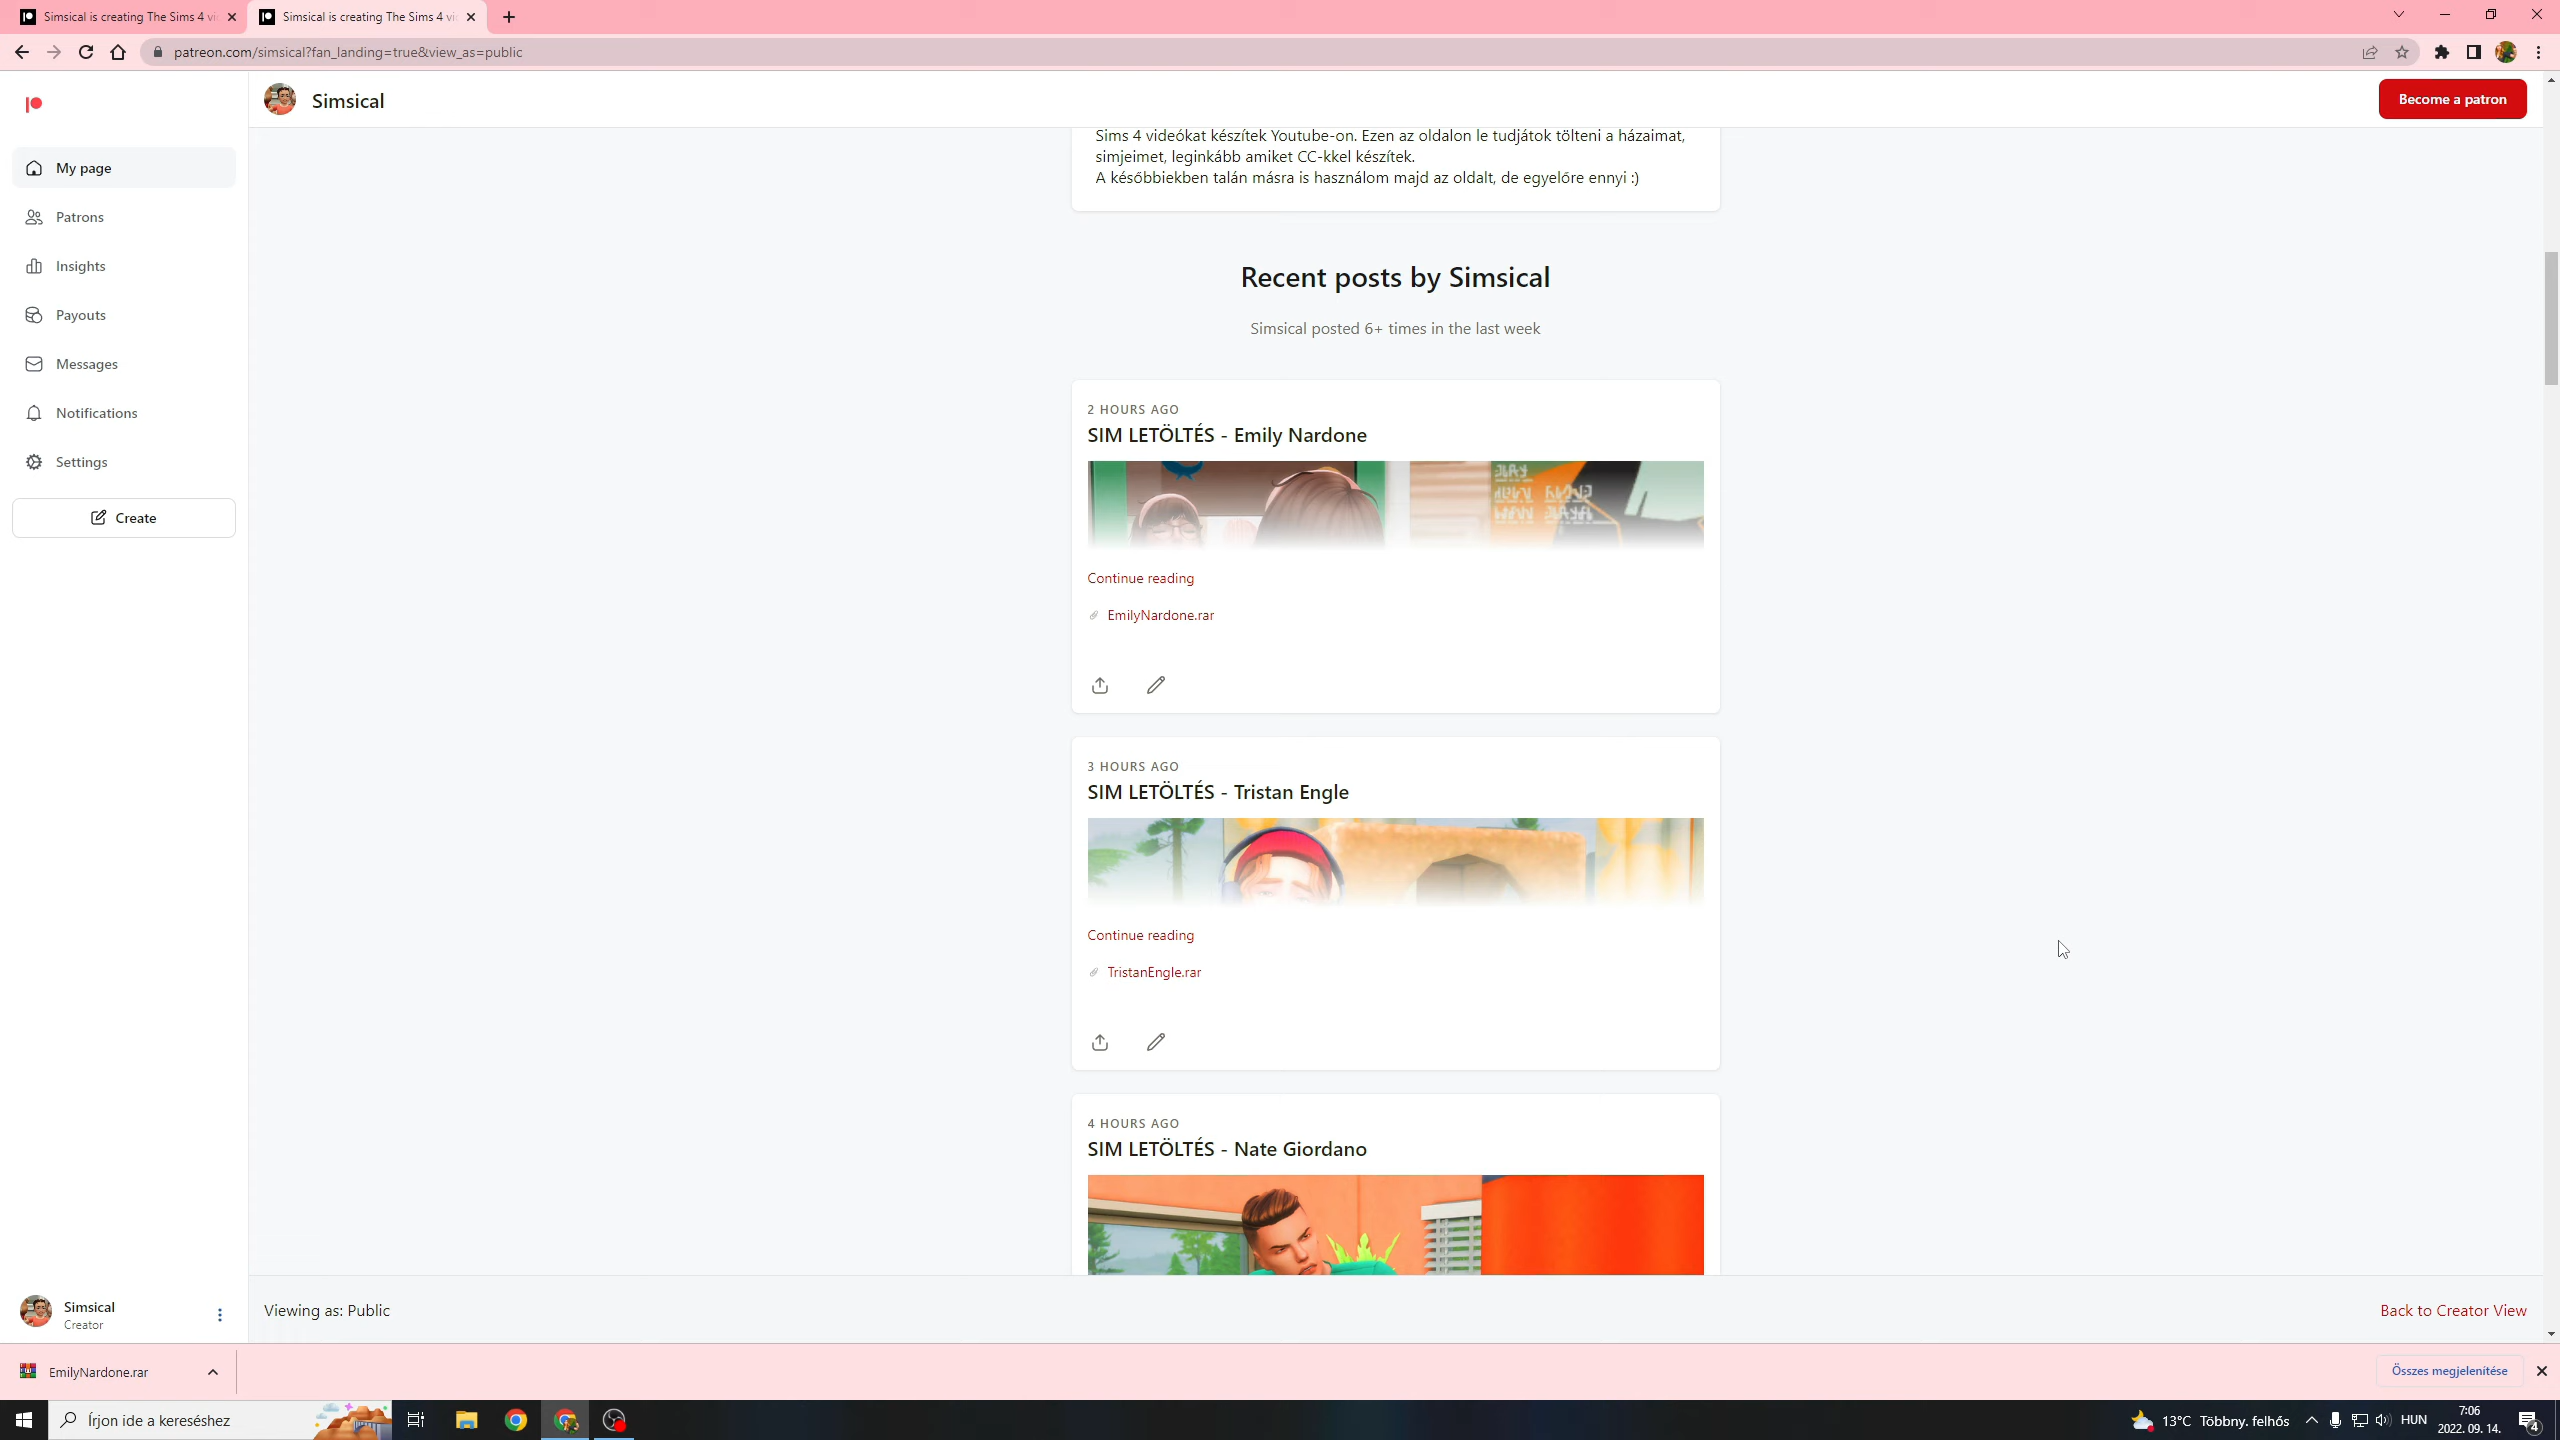 Simsical is creating The Sims 4 vi
Simsical is creating The Sims 4 vi
patreon.com/simsical?fan_landing=true&view_as=public
Simsical
Become a patron
My page
Patrons
Insights
Payouts
Messages
Notifications
Settings
Create
Sims 4 videókat készítek Youtube-on. Ezen az oldalon le tudjátok tölteni a házaimat,
simjeimet, leginkább amiket CC-kkel készítek.
A későbbiekben talán másra is használom majd az oldalt, de egyelőre ennyi :)
Recent posts by Simsical
Simsical posted 6+ times in the last week
2 HOURS AGO
SIM LETÖLTÉS - Emily Nardone
Continue reading
EmilyNardone.rar
3 HOURS AGO
SIM LETÖLTÉS - Tristan Engle
Continue reading
TristanEngle.rar
4 HOURS AGO
SIM LETÖLTÉS - Nate Giordano
Simsical
Creator
Viewing as: Public
Back to Creator View
EmilyNardone.rar
Összes megjelenítése
Írjon ide a kereséshez
13°C Többny. felhős
HUN
7:06
2022. 09. 14.
4